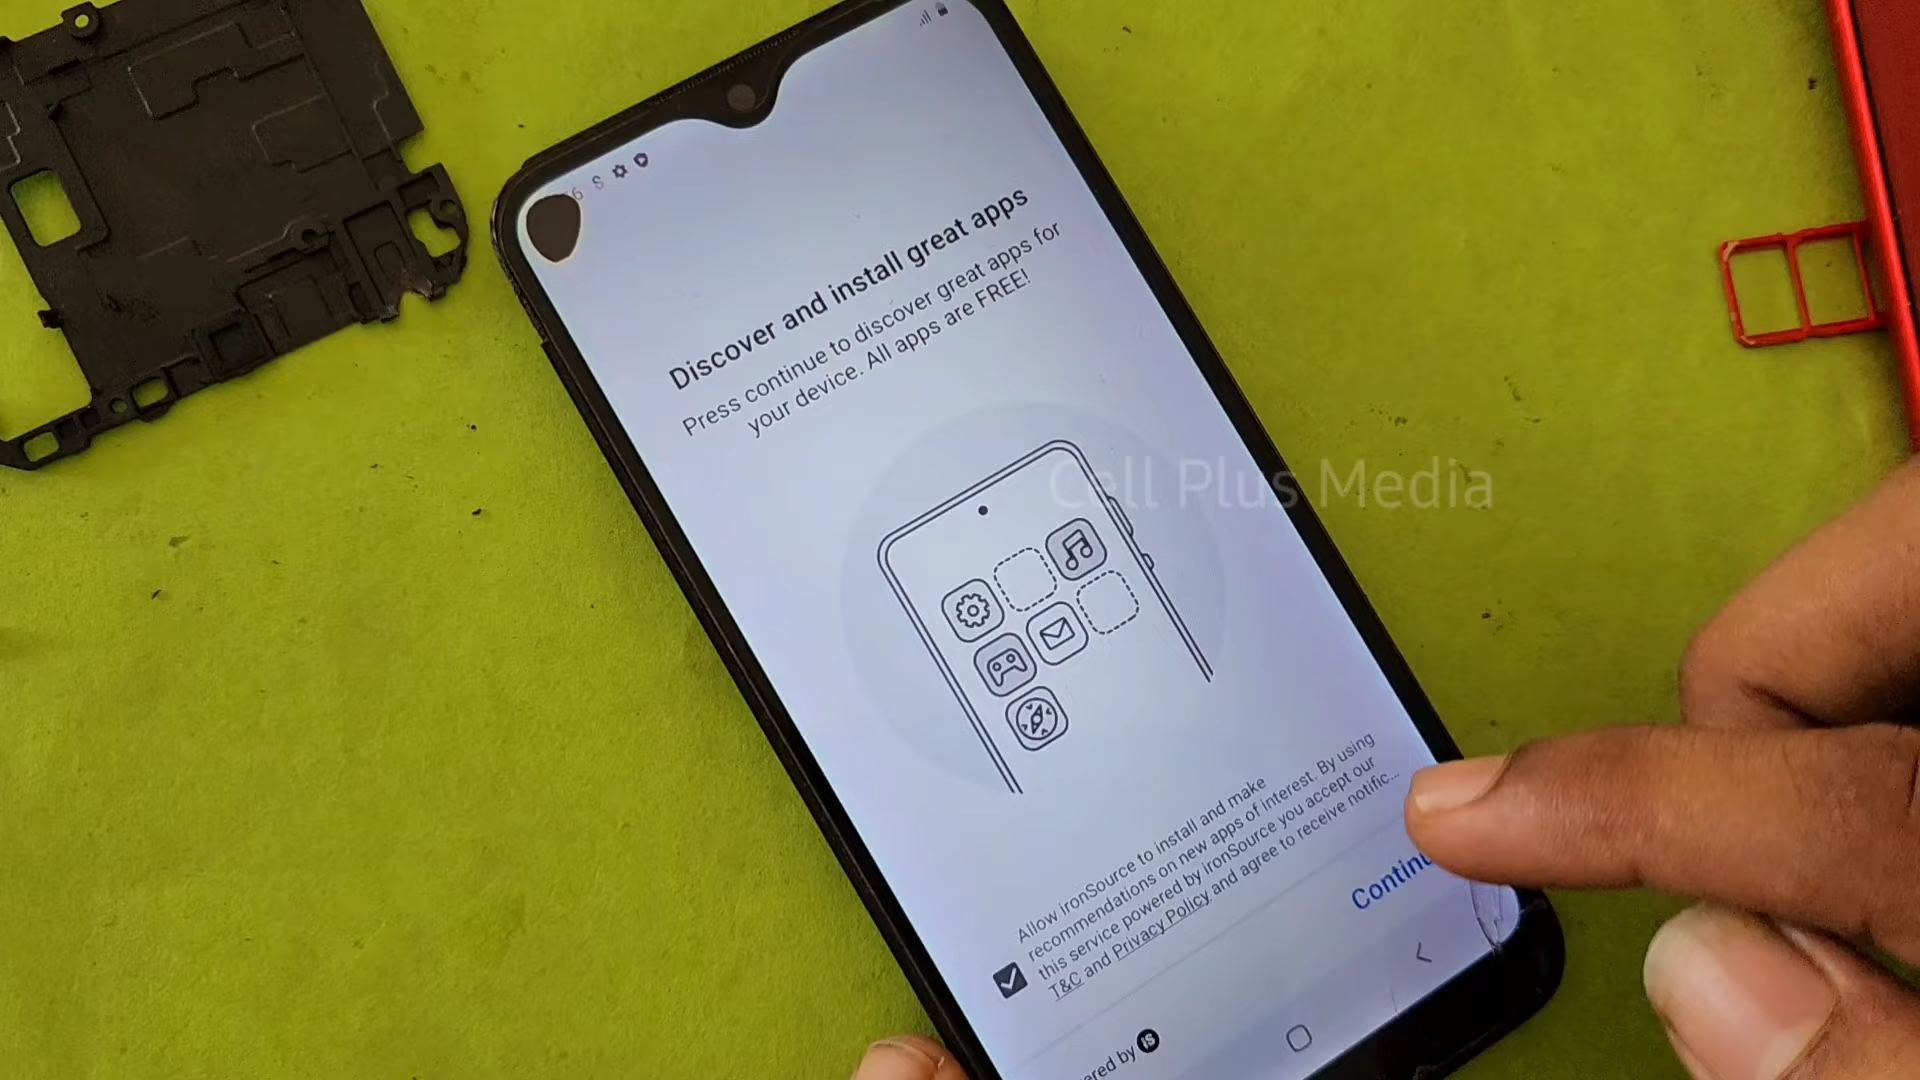 Discover and install great apps
Press continue to discover great apps for
your device. All apps are FREE!
Cell Plus Media
Allow ironSource to install and make
recommendations on new apps of interest. By using
this service powered by ironSource you accept our
T&C and Privacy Policy and agree to receive notific...
by iS